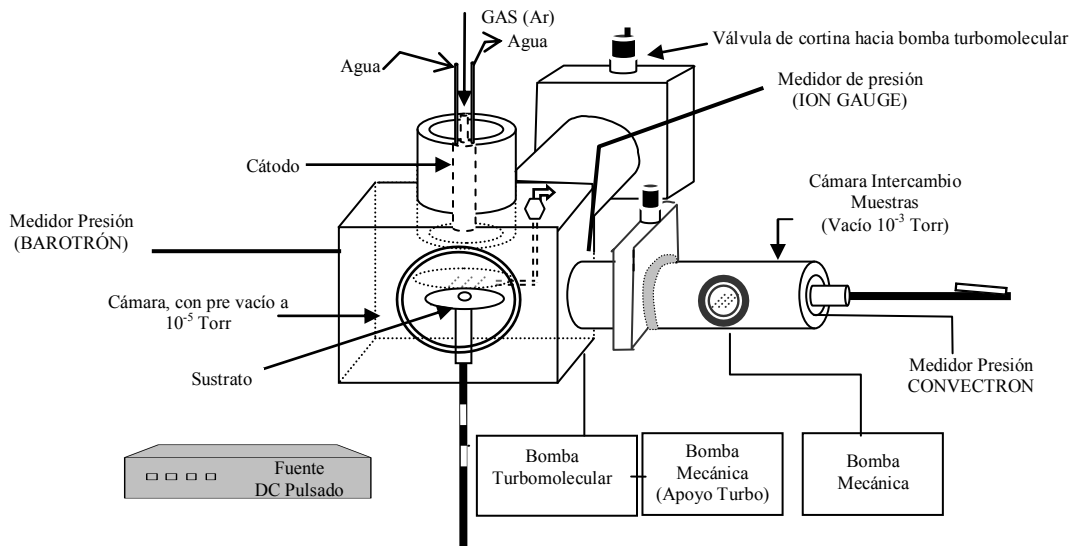 GAS (Ar)
Agua
Agua
Válvula de cortina hacia bomba turbomolecular
Medidor de presión
(ION GAUGE)
Cátodo
Cámara Intercambio
Muestras
(Vacío 10⁻³ Torr)
Medidor Presión
(BAROTRÓN)
Cámara, con pre vacío a
10⁻⁵ Torr
Sustrato
Medidor Presión
CONVECTRON
Fuente
DC Pulsado
Bomba
Turbomolecular
Bomba
Mecánica
(Apoyo Turbo)
Bomba
Mecánica